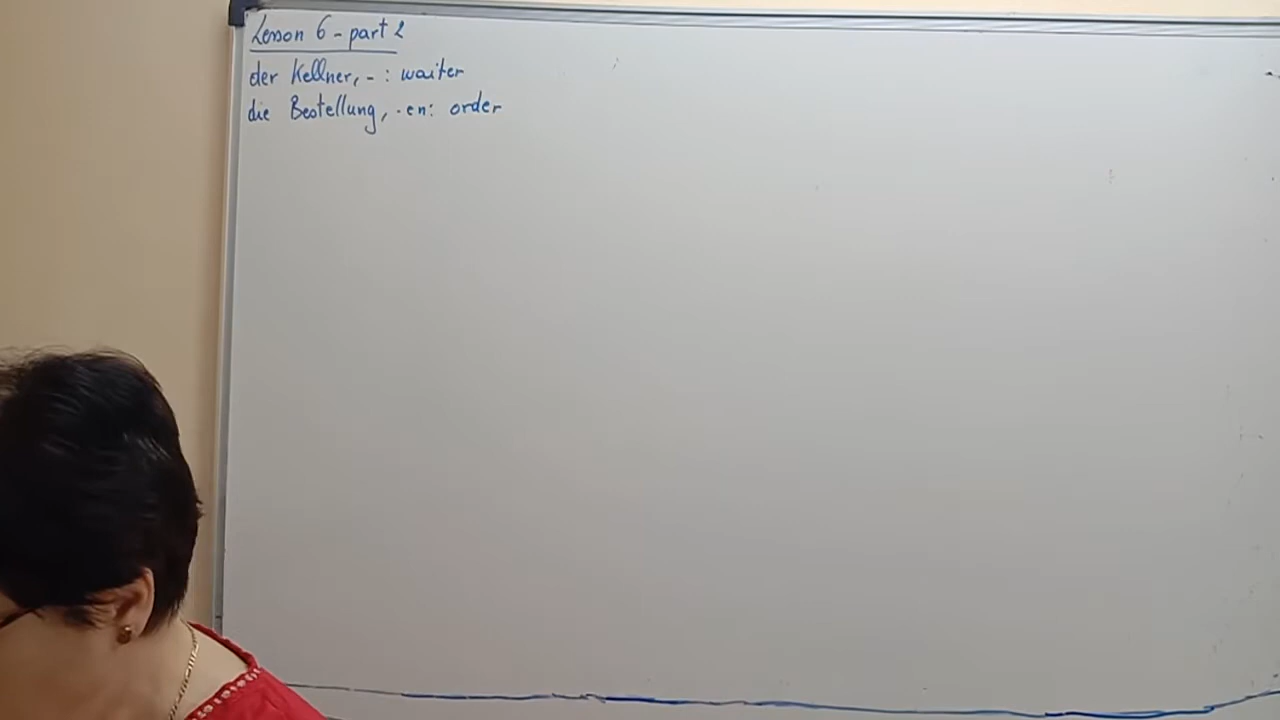 Lesson 6 - part 2
der Kellner, - : waiter
die Bestellung, -en: order